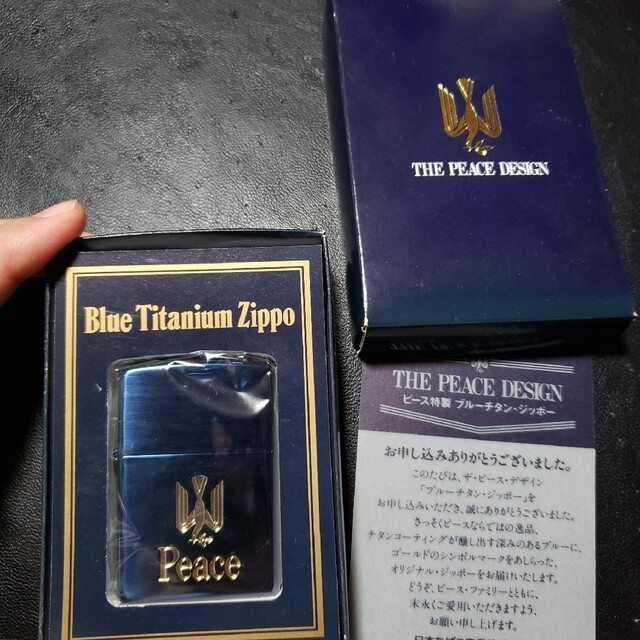 THE PEACE DESIGN
Blue Titanium Zippo
Peace
THE PEACE DESIGN
ピース特製 ブルーチタン・ジッポー
お申し込みありがとうございました。
このたびは、ザ・ピース・デザイン
「ブルーチタン・ジッポー」を
お申し込みいただき、誠にありがとうございました。
さっそくピースならではの逸品、
チタンコーティングが醸し出す深みのあるブルーに、
ゴールドのシンボルマークをあしらった、
オリジナル・ジッポーをお届けいたします。
どうぞ、ピース・ファミリーとともに、
末永くご愛用いただきますよう、
お願い申し上げます。